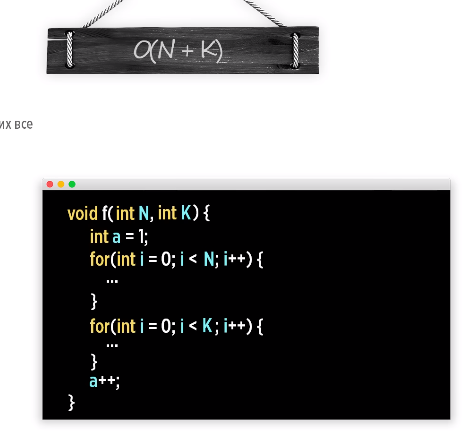 O(N + K)
их все
void f( int N, int K ) {
int a = 1;
for(int i = 0; i < N; i++) {
...
}
for(int i = 0; i < K ; i++) {
...
}
a++;
}